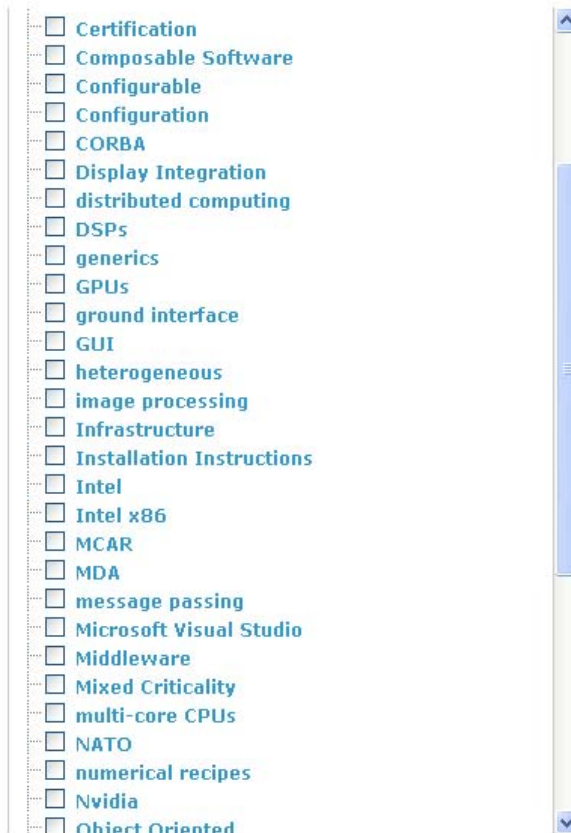 Certification
Composable Software
Configurable
Configuration
CORBA
Display Integration
distributed computing
DSPs
generics
GPUs
ground interface
GUI
heterogeneous
image processing
Infrastructure
Installation Instructions
Intel
Intel x86
MCAR
MDA
message passing
Microsoft Visual Studio
Middleware
Mixed Criticality
multi-core CPUs
NATO
numerical recipes
Nvidia
Object Oriented